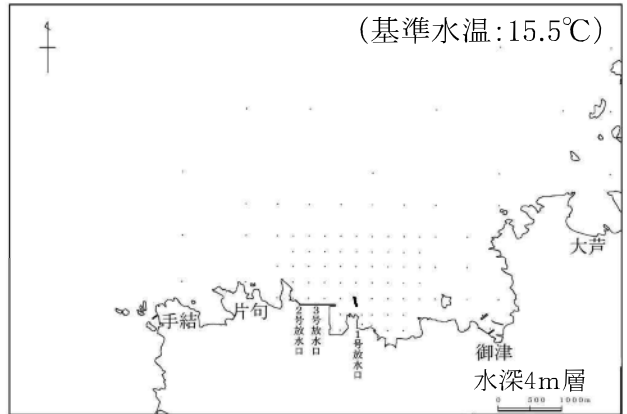 (基準水温:15.5℃)
大芦
手結
片句
2号放水口
3号放水口
1号放水口
御津
水深4m層
0 500 1000m